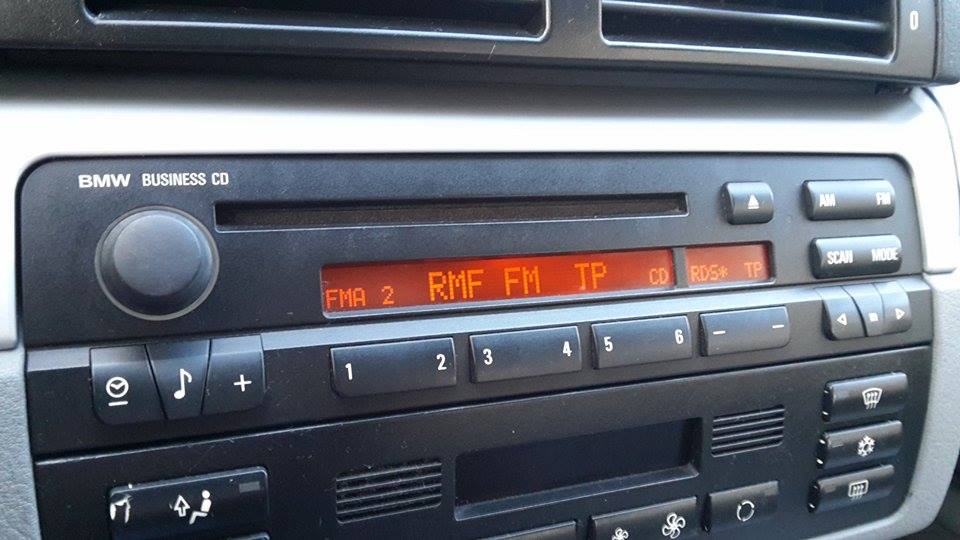 0
BMW BUSINESS CD
AM FM
SCAN MODE
FMA 2 RMF FM TP CD RDS* TP
1 2 3 4 5 6